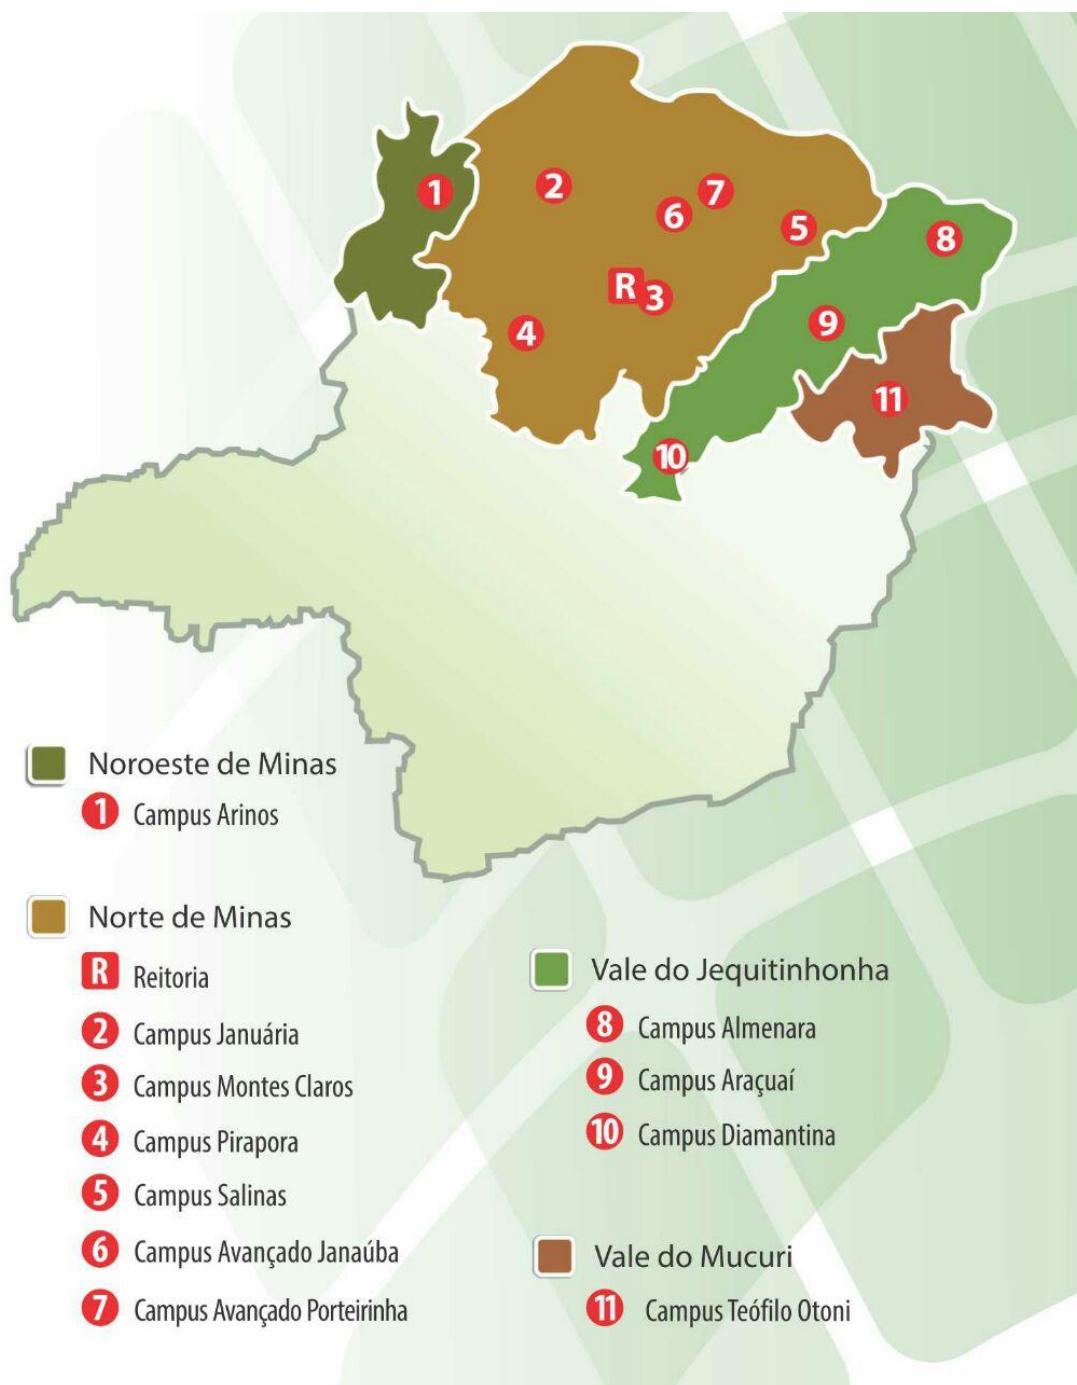 1
2
7
6
5
8
R
3
9
4
11
10
Noroeste de Minas
1 Campus Arinos
Norte de Minas
R Reitoria
2 Campus Januária
3 Campus Montes Claros
4 Campus Pirapora
5 Campus Salinas
6 Campus Avançado Janaúba
7 Campus Avançado Porteirinha
Vale do Jequitinhonha
8 Campus Almenara
9 Campus Araçuaí
10 Campus Diamantina
Vale do Mucuri
11 Campus Teófilo Otoni